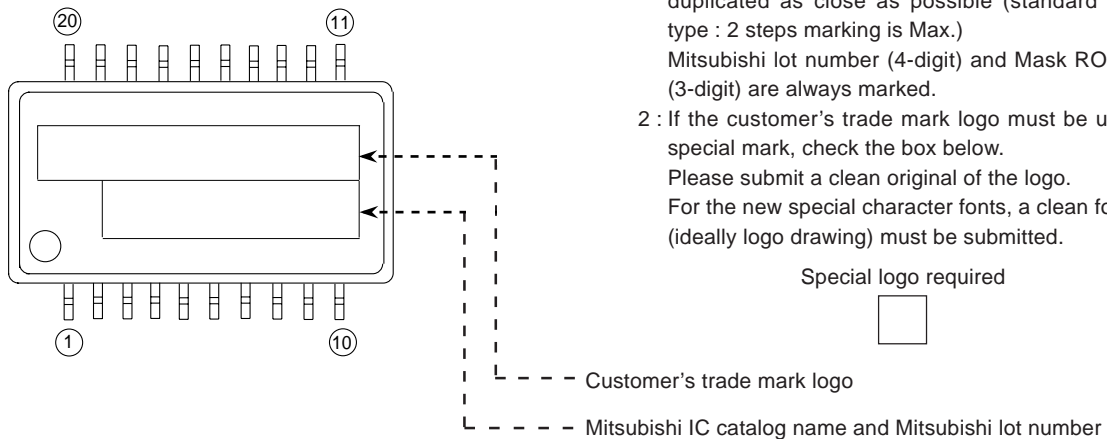 20
11
1
10
duplicated as close as possible (standard
type : 2 steps marking is Max.)
Mitsubishi lot number (4-digit) and Mask
(3-digit) are always marked.
2 : If the customer's trade mark logo must be
special mark, check the box below.
Please submit a clean original of the logo.
For the new special character fonts, a clean
(ideally logo drawing) must be submitted.
Special logo required
Customer's trade mark logo
Mitsubishi IC catalog name and Mitsubishi lot number